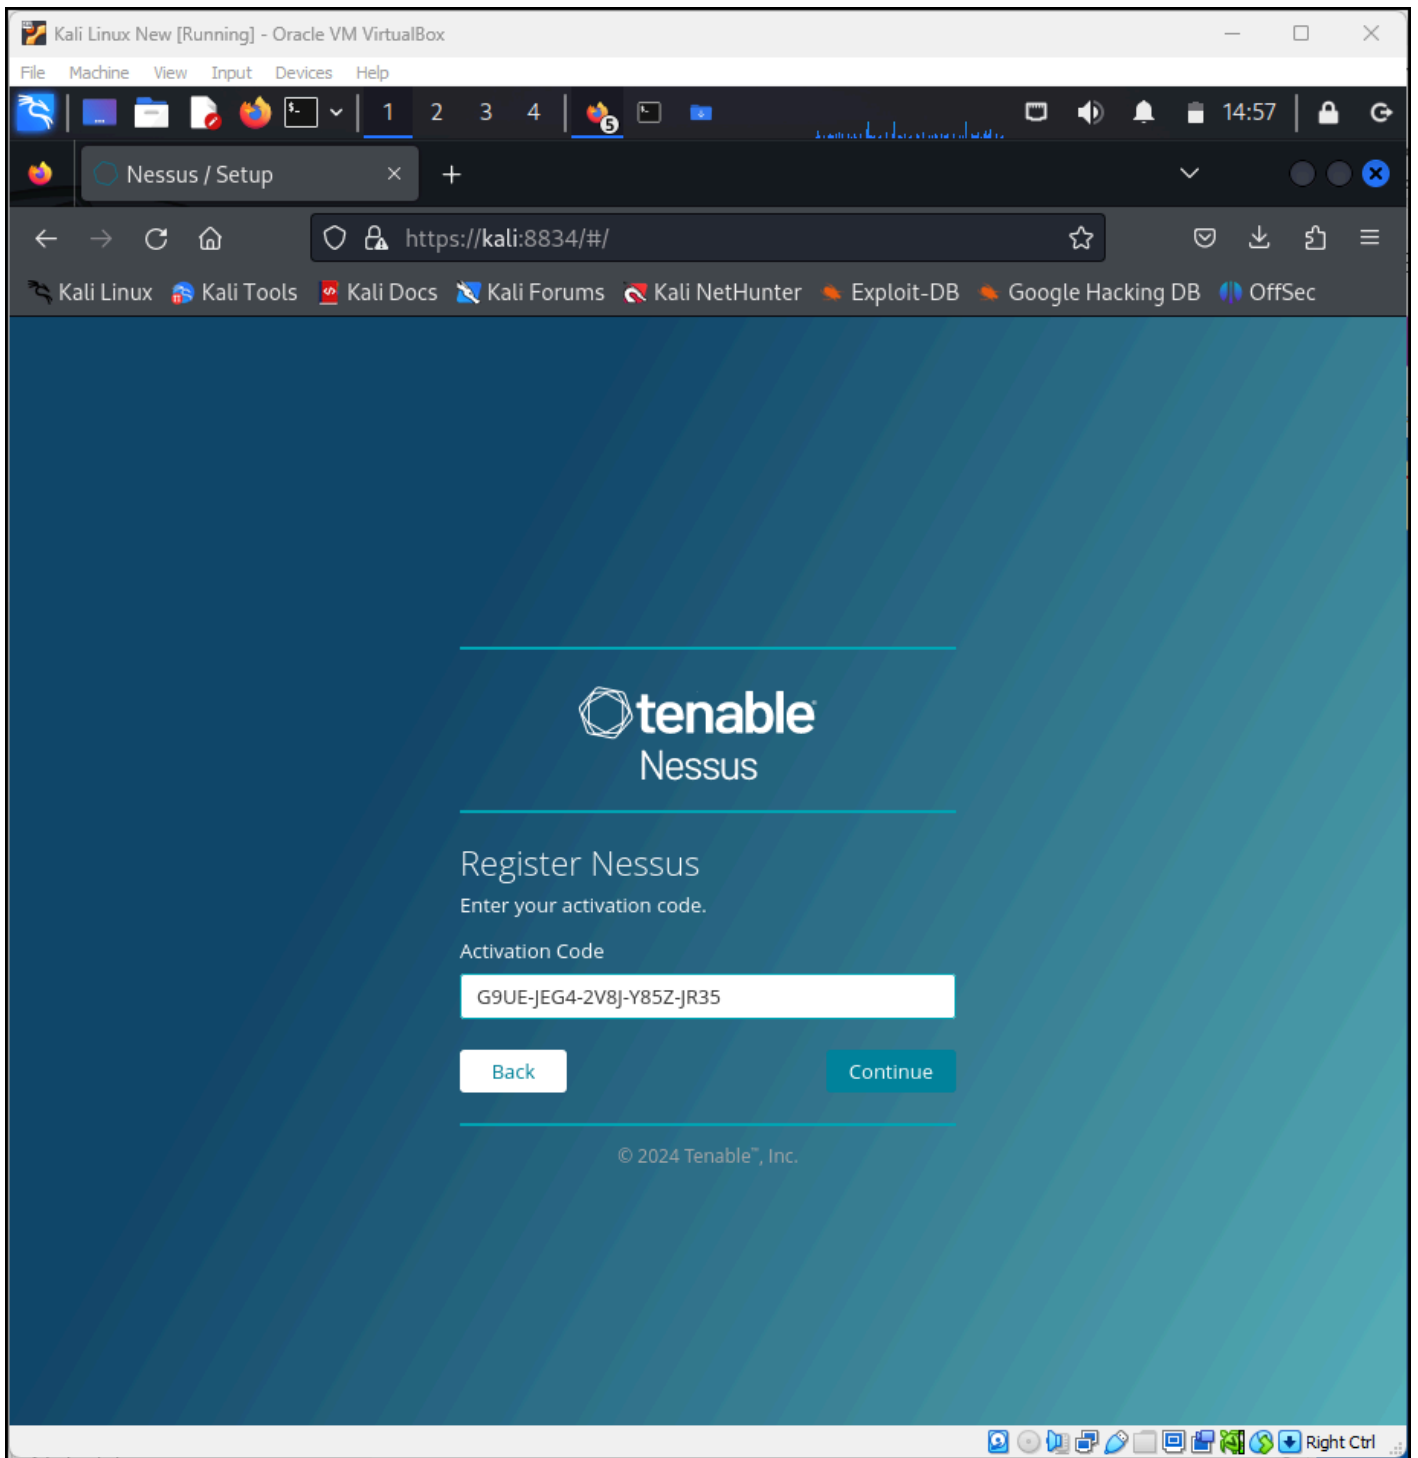 Kali Linux New [Running] - Oracle VM VirtualBox
File Machine View Input Devices Help
1 2 3 4 5 14:57
Nessus / Setup
https://kali:8834/#/
Kali Linux Kali Tools Kali Docs Kali Forums Kali NetHunter Exploit-DB Google Hacking DB OffSec
tenable
Nessus
Register Nessus
Enter your activation code.
Activation Code
G9UE-JEG4-2V8J-Y85Z-JR35
Back Continue
© 2024 Tenable™, Inc.
Right Ctrl